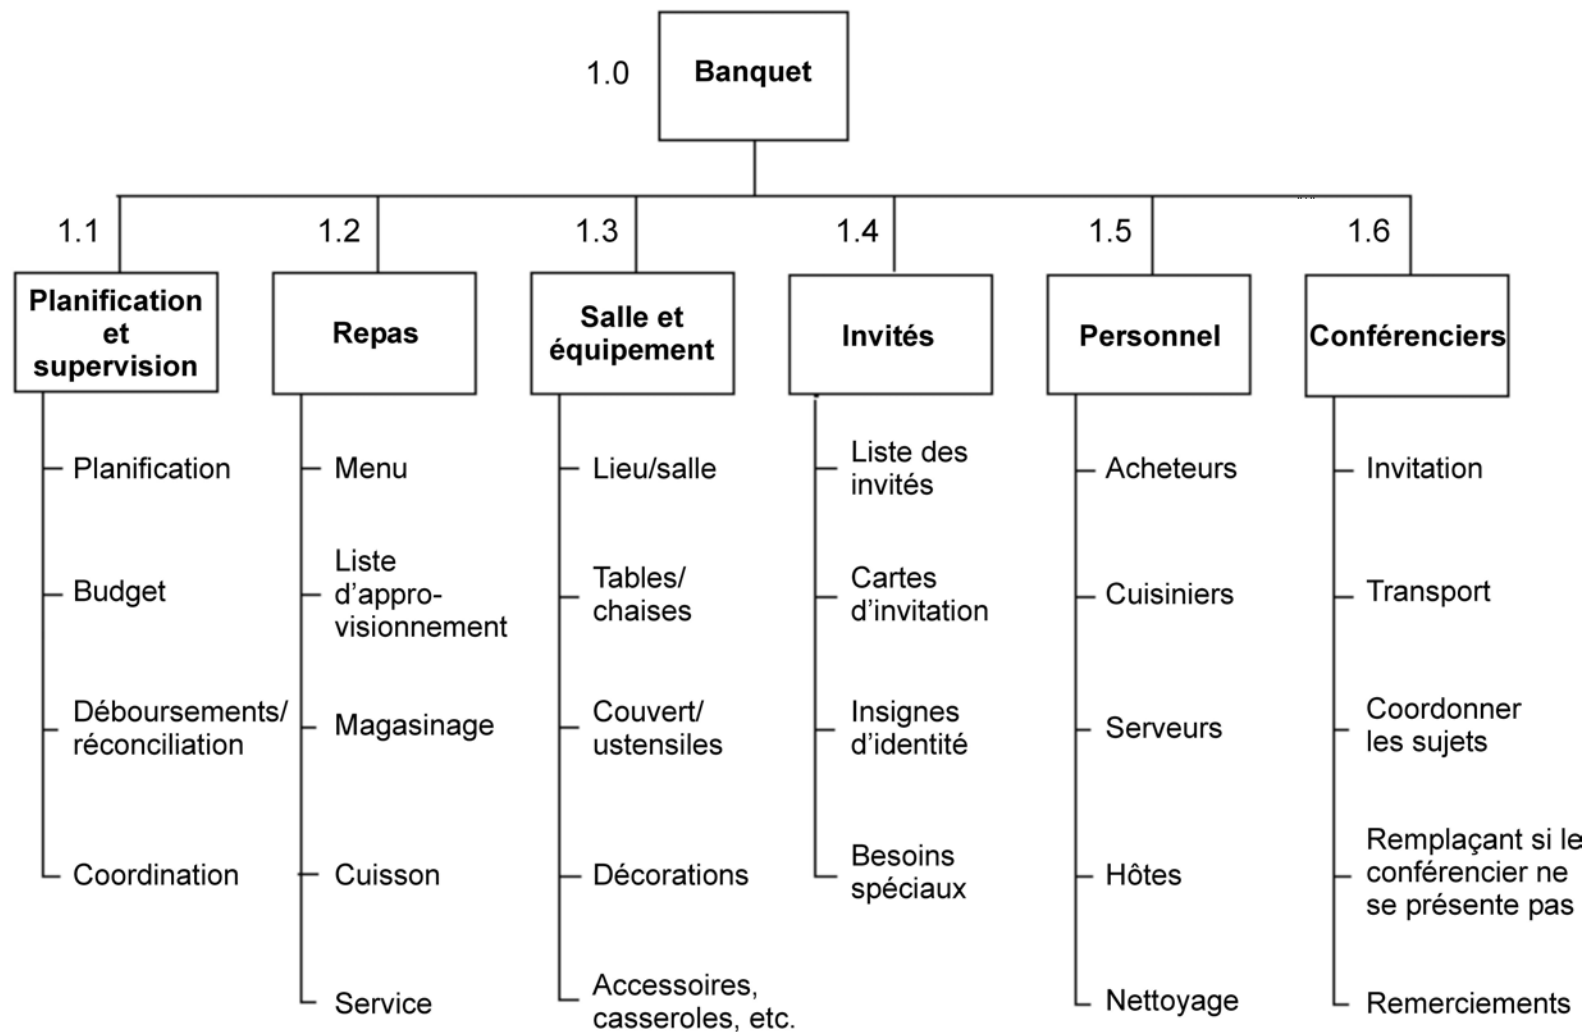 1.0
Banquet
1.1
Planification
et
supervision
Planification
Budget
Déboursements/
réconciliation
Coordination
1.2
Repas
Menu
Liste
d’appro-
visionnement
Magasinage
Cuisson
Service
1.3
Salle et
équipement
Lieu/salle
Tables/
chaises
Couvert/
ustensiles
Décorations
Accessoires,
casseroles, etc.
1.4
Invités
Liste des
invités
Cartes
d’invitation
Insignes
d’identité
Besoins
spéciaux
1.5
Personnel
Acheteurs
Cuisiniers
Serveurs
Hôtes
Nettoyage
1.6
Conférenciers
Invitation
Transport
Coordonner
les sujets
Remplaçant si le
conférencier ne
se présente pas
Remerciements